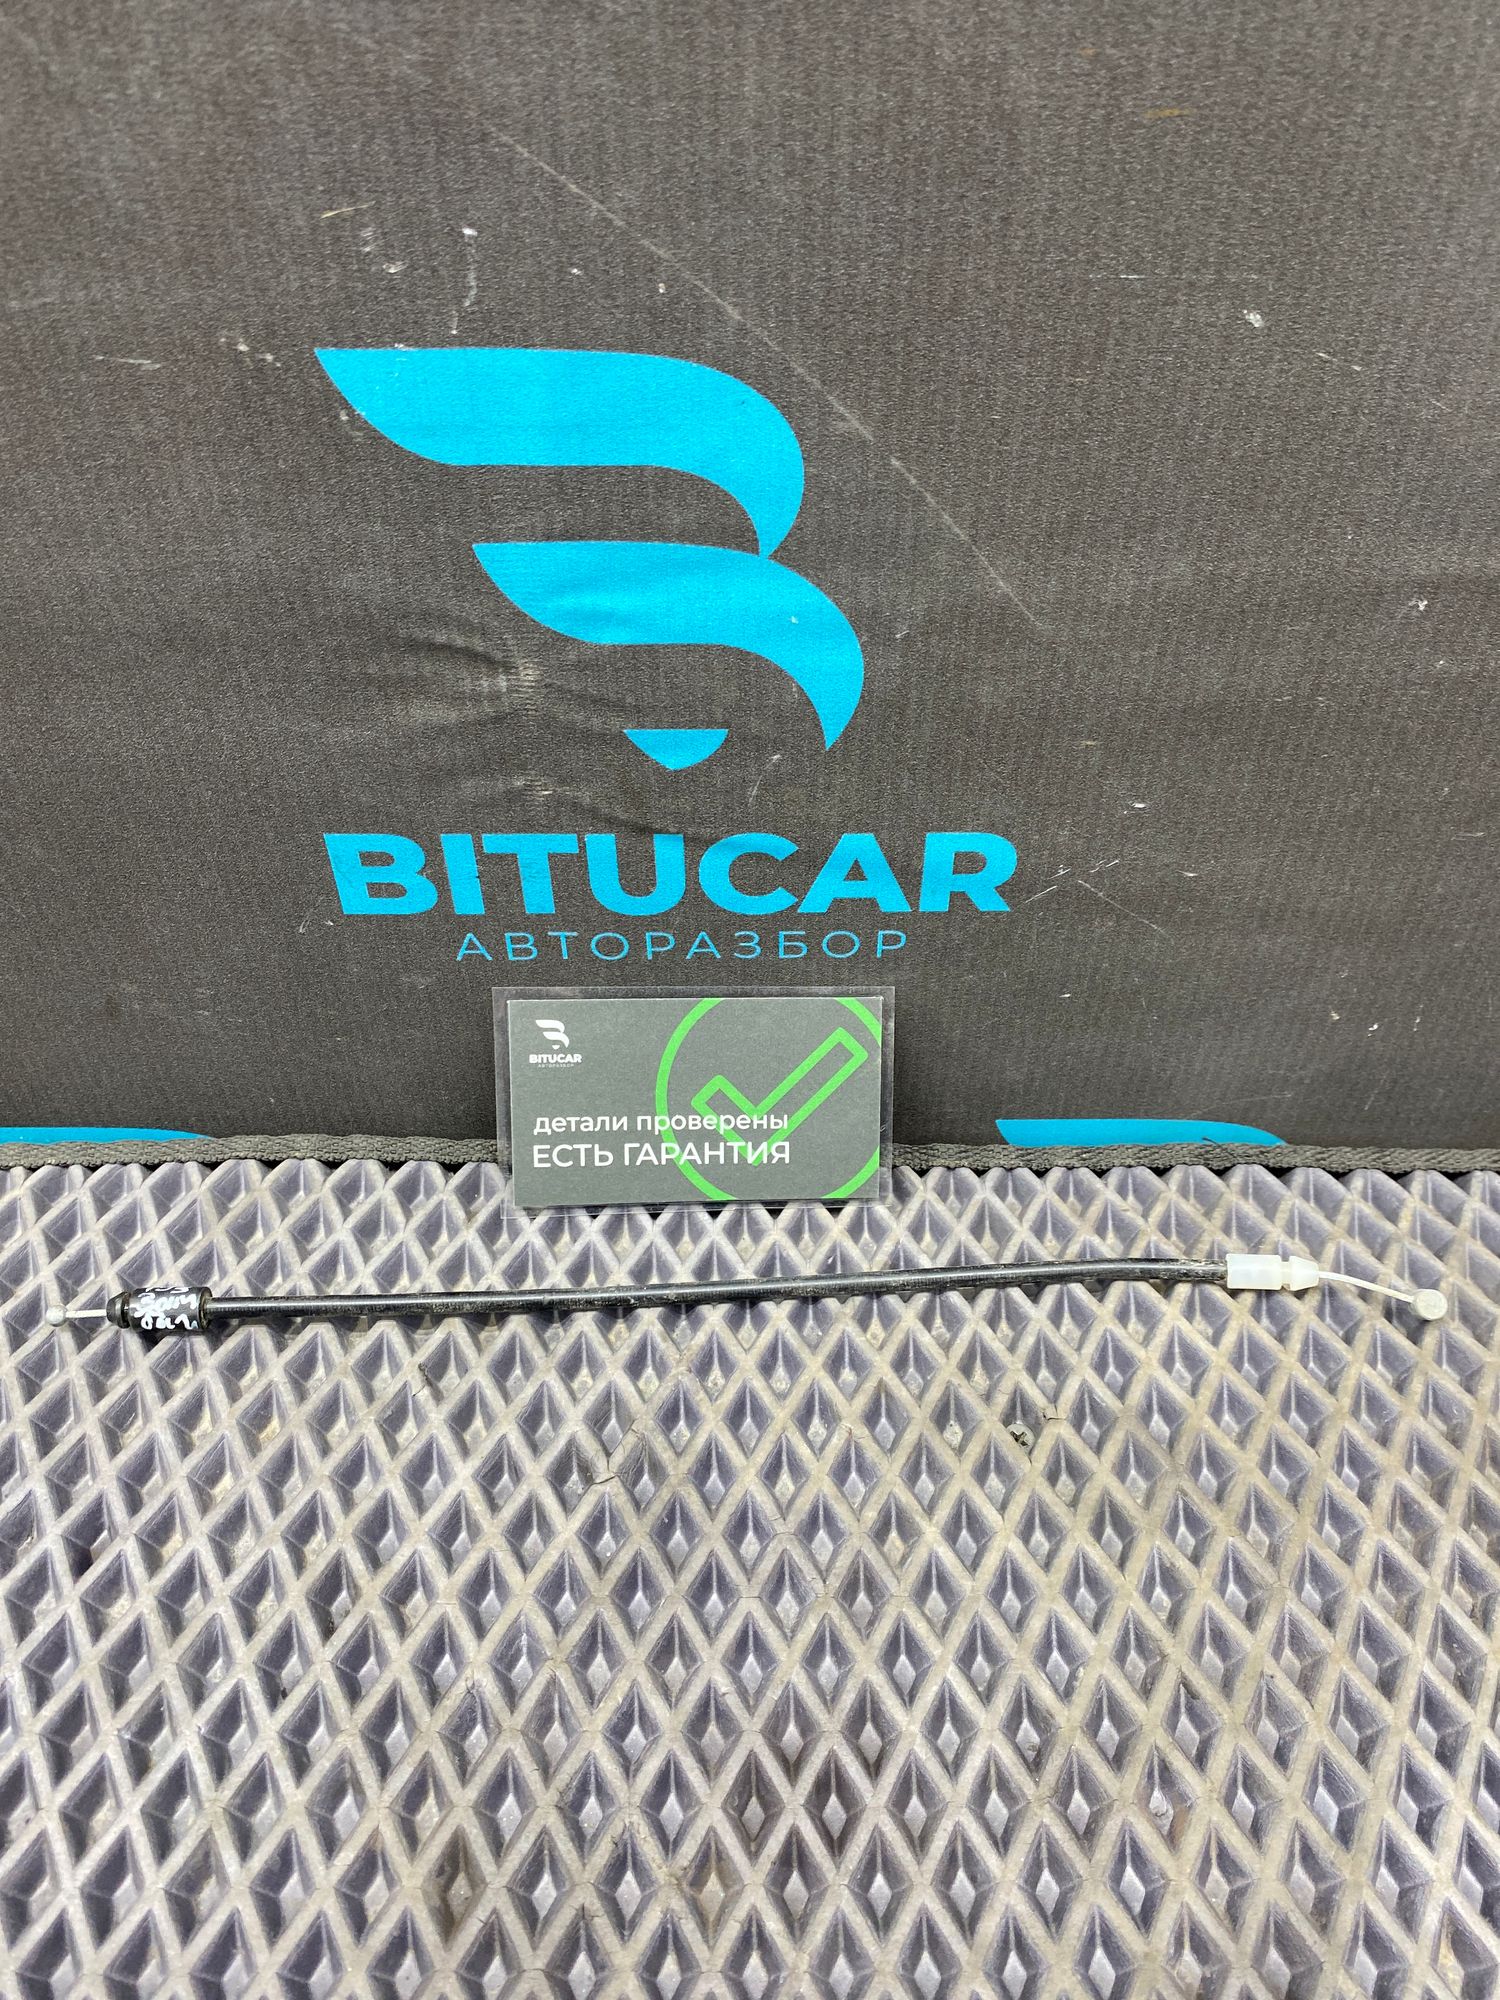 BITUCAR
АВТОРАЗБОР
BITUCAR
АВТОРАЗБОР
детали проверены
ЕСТЬ ГАРАНТИЯ